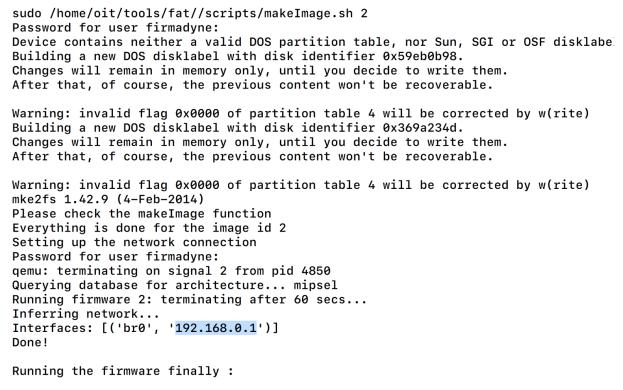 sudo /home/oit/tools/fat//scripts/makeImage.sh 2
Password for user firmadyne:
Device contains neither a valid DOS partition table, nor Sun, SGI or OSF disklabe
Building a new DOS disklabel with disk identifier 0x59eb0b98.
Changes will remain in memory only, until you decide to write them.
After that, of course, the previous content won't be recoverable.

Warning: invalid flag 0x0000 of partition table 4 will be corrected by w(rite)
Building a new DOS disklabel with disk identifier 0x369a234d.
Changes will remain in memory only, until you decide to write them.
After that, of course, the previous content won't be recoverable.

Warning: invalid flag 0x0000 of partition table 4 will be corrected by w(rite)
mke2fs 1.42.9 (4-Feb-2014)
Please check the makeImage function
Everything is done for the image id 2
Setting up the network connection
Password for user firmadyne:
qemu: terminating on signal 2 from pid 4850
Querying database for architecture... mipsel
Running firmware 2: terminating after 60 secs...
Inferring network...
Interfaces: [('br0', '192.168.0.1')]
Done!

Running the firmware finally :